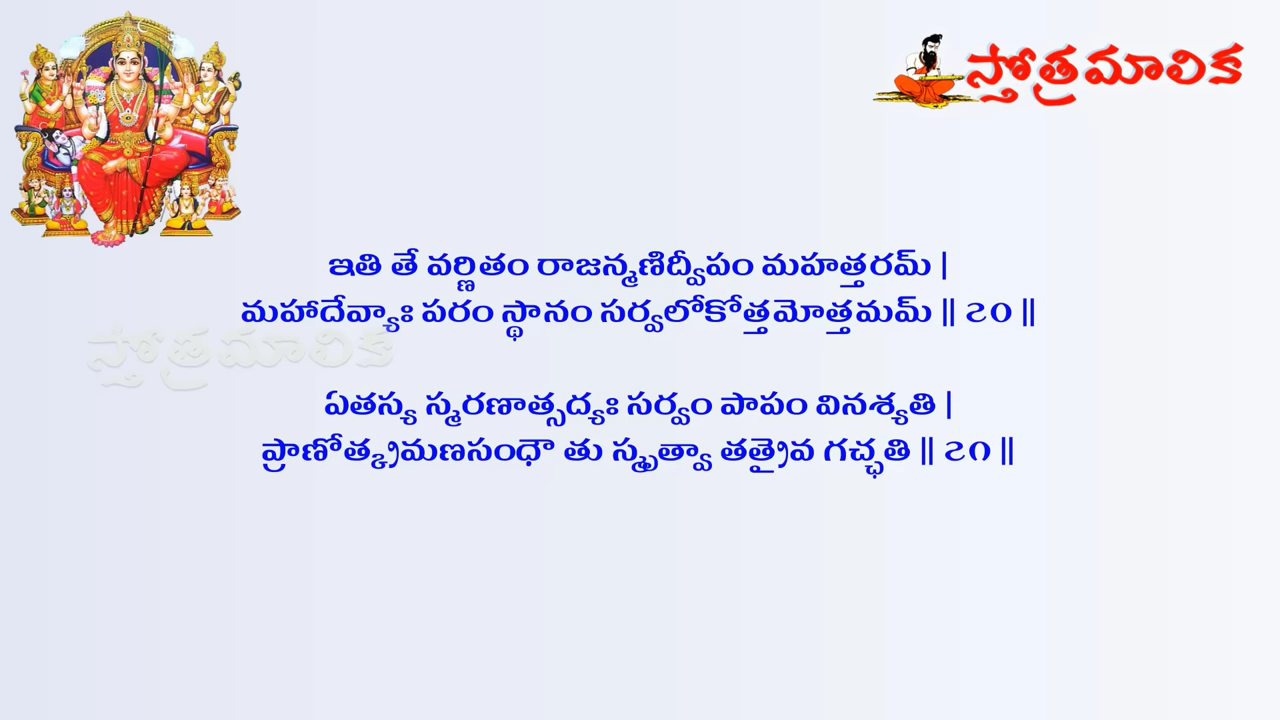 స్తోత్రమాలిక
ఇతి తే వర్ణితం రాజన్మణిద్వీపం మహత్తరమ్ |
మహాదేవ్యాః పరం స్థానం సర్వలోకోత్తమోత్తమమ్ || ౭౦ ||
స్తోత్రమాలిక
ఏతస్య స్మరణాత్సద్యః సర్వం పాపం వినశ్యతి |
ప్రాణోత్క్రమణసంధౌ తు స్మృత్వా తత్రైవ గచ్ఛతి || ౭౧ ||